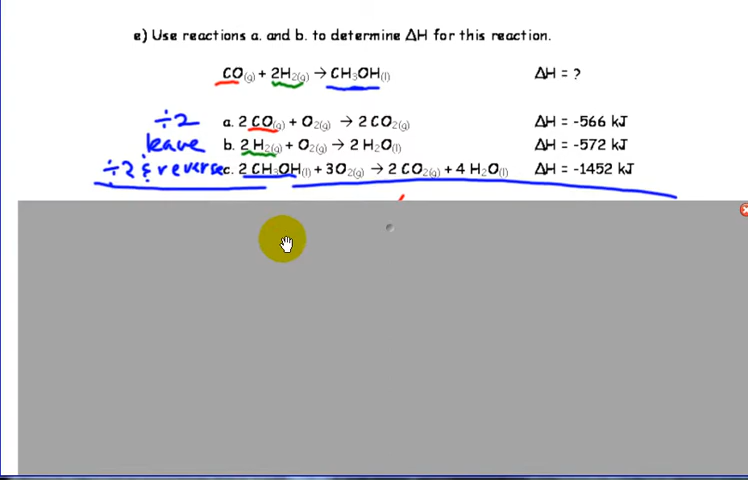 e) Use reactions a. and b. to determine ΔH for this reaction.
CO(g) + 2H2(g) → CH3OH(l) ΔH = ?
÷2 a. 2 CO(g) + O2(g) → 2 CO2(g) ΔH = -566 kJ
leave b. 2 H2(g) + O2(g) → 2 H2O(l) ΔH = -572 kJ
÷2 & reverse c. 2 CH3OH(l) + 3O2(g) → 2 CO2(g) + 4 H2O(l) ΔH = -1452 kJ